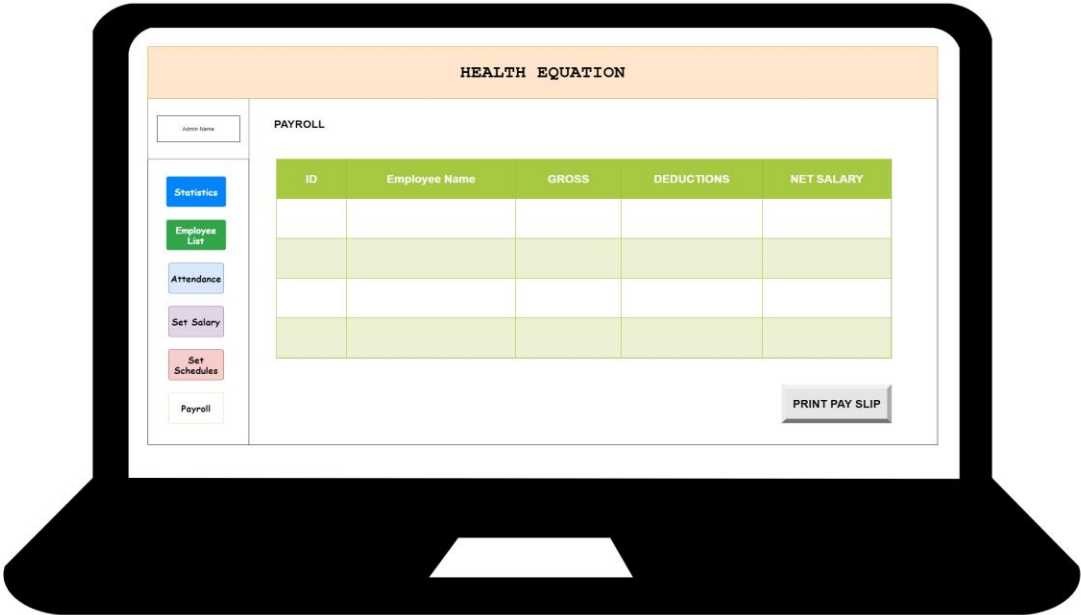 HEALTH EQUATION
Admin Name
Statistics
Employee
List
Attendance
Set Salary
Set
Schedules
Payroll
PAYROLL
ID Employee Name GROSS DEDUCTIONS NET SALARY
PRINT PAY SLIP